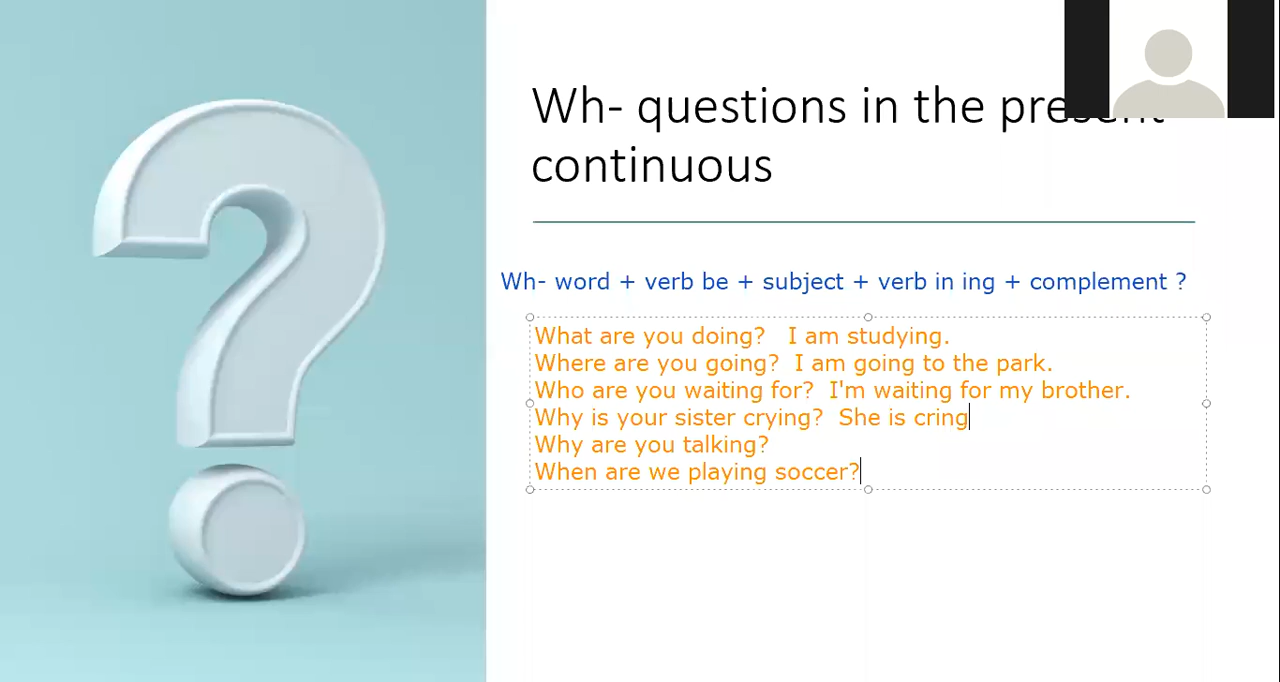 Wh- questions in the present
continuous
Wh- word + verb be + subject + verb in ing + complement ?
What are you doing? I am studying.
Where are you going? I am going to the park.
Who are you waiting for? I'm waiting for my brother.
Why is your sister crying? She is cring
Why are you talking?
When are we playing soccer?